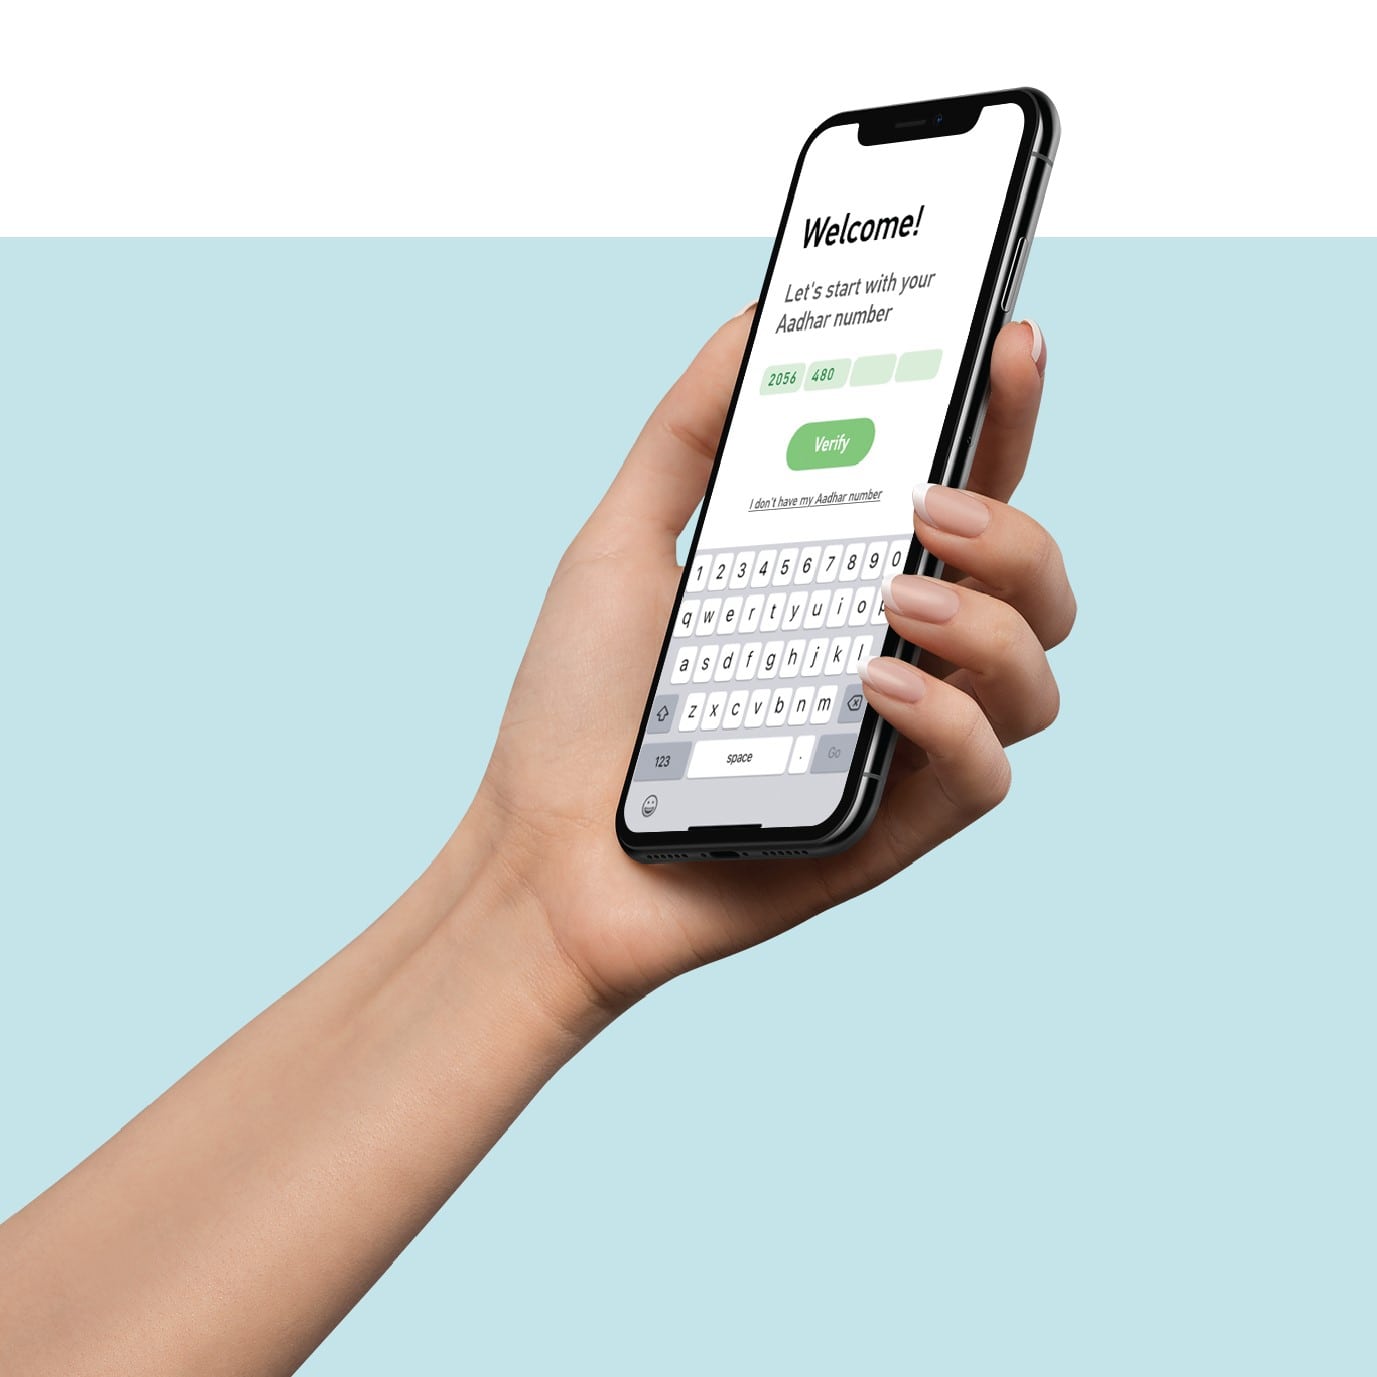 Welcome!
Let's start with your
Aadhar number
2056 480
Verify
I don't have my Aadhar number
1 2 3 4 5 6 7 8 9 0
q w e r t y u i o p
a s d f g h j k l
z x c v b n m
123 space . Go